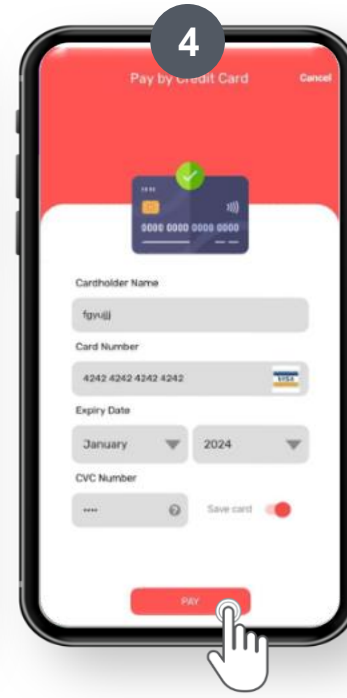 4
Pay by Credit Card Cancel
0000 0000 0000 0000
Cardholder Name
fgvujjj
Card Number
4242 4242 4242 4242 VISA
Expiry Date
January 2024
CVC Number
•••• ? Save card
PAY